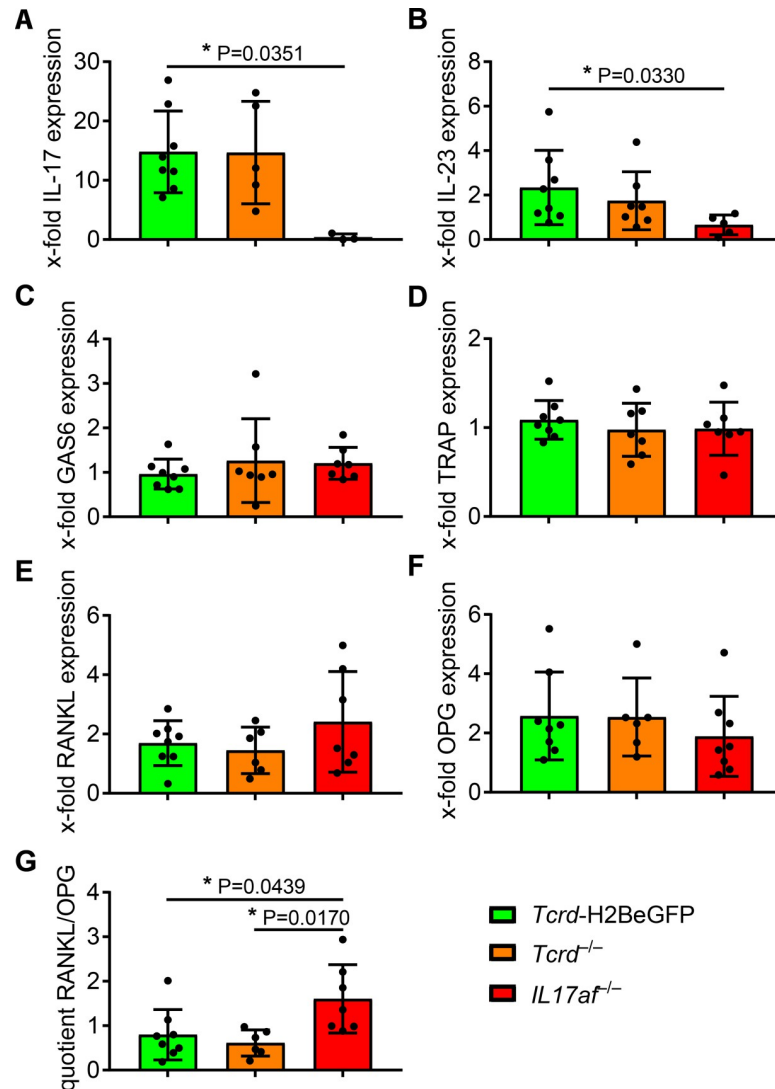 A
x-fold IL-17 expression
30
20
10
0
* P=0.0351
B
x-fold IL-23 expression
8
6
4
2
0
* P=0.0330
C
x-fold GAS6 expression
4
3
2
1
0
D
x-fold TRAP expression
2
1
0
E
x-fold RANKL expression
6
4
2
0
F
x-fold OPG expression
6
4
2
0
G
quotient RANKL/OPG
4
3
2
1
0
* P=0.0439
* P=0.0170
Tcrd-H2BeGFP
Tcrd–/–
IL17af–/–